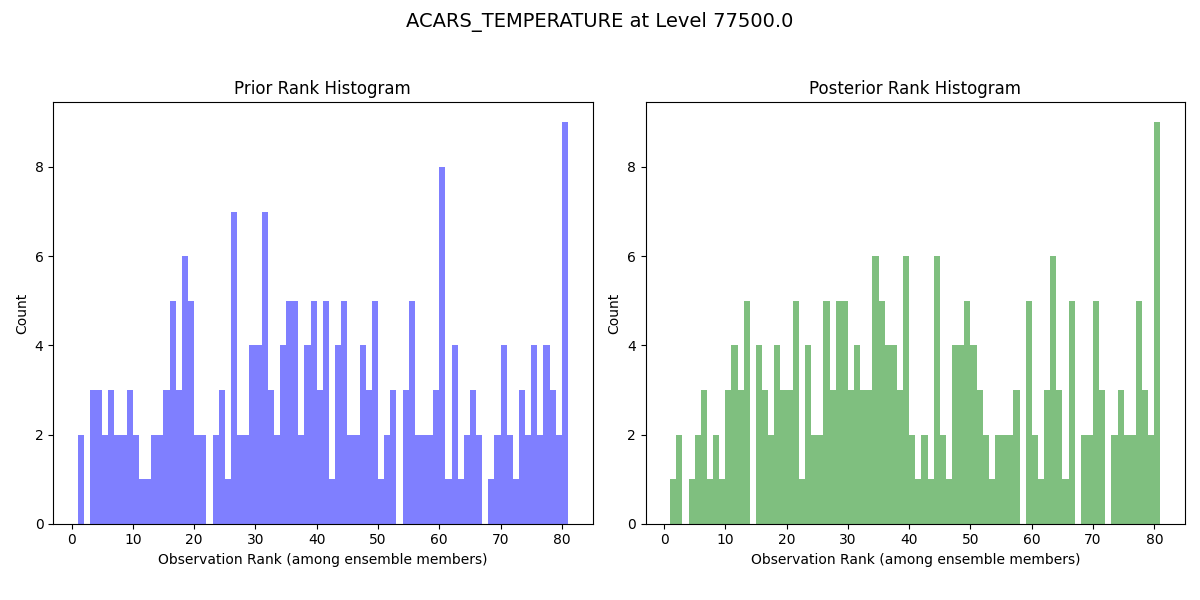 ACARS_TEMPERATURE at Level 77500.0
Prior Rank Histogram
Count
8
6
4
2
0
0 10 20 30 40 50 60 70 80
Observation Rank (among ensemble members)
Posterior Rank Histogram
Count
8
6
4
2
0
0 10 20 30 40 50 60 70 80
Observation Rank (among ensemble members)